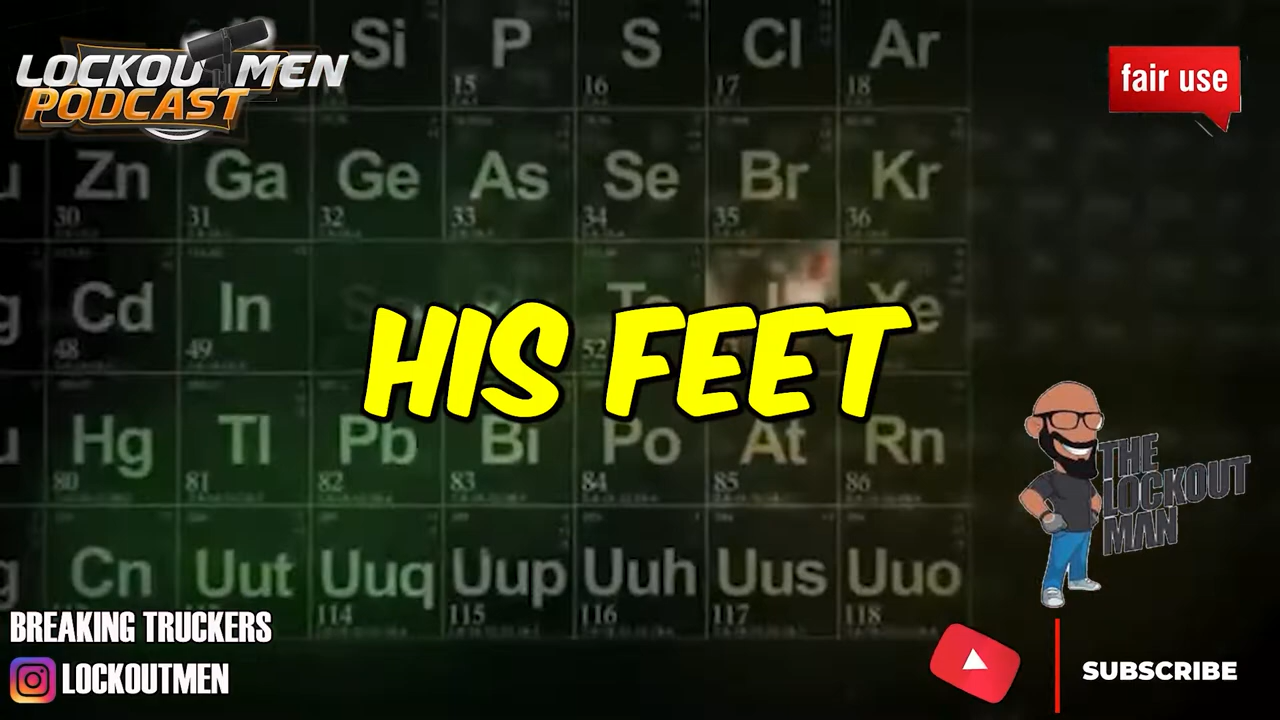 LOCKOUTMEN
PODCAST
fair use
Si P S Cl Ar
15 16 17 18
Zn Ga Ge As Se Br Kr
30 31 32 33 34 35 36
Cd In Te I Xe
48 49 52
HIS FEET
Hg Tl Pb Bi Po At Rn
80 81 82 83 84 85 86
THE
LOCKOUT
MAN
Cn Uut Uuq Uup Uuh Uus Uuo
114 115 116 117 118
BREAKING TRUCKERS
LOCKOUTMEN
SUBSCRIBE